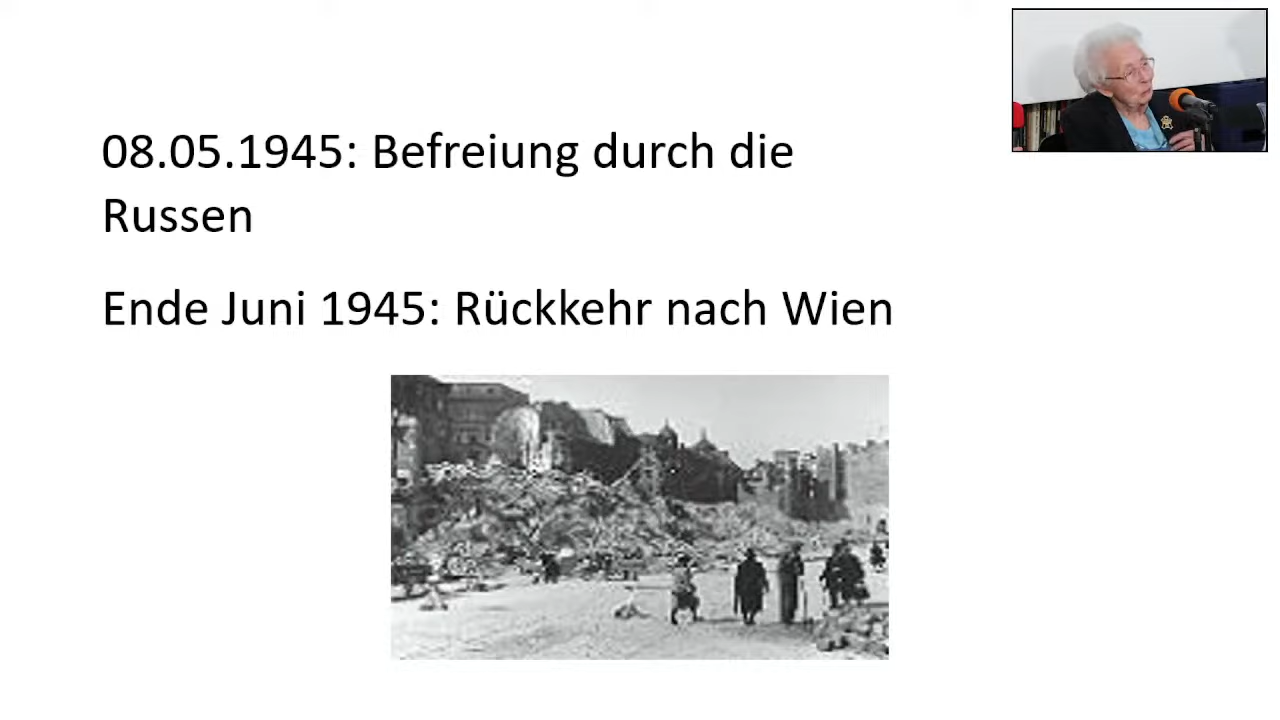 08.05.1945: Befreiung durch die
Russen
Ende Juni 1945: Rückkehr nach Wien